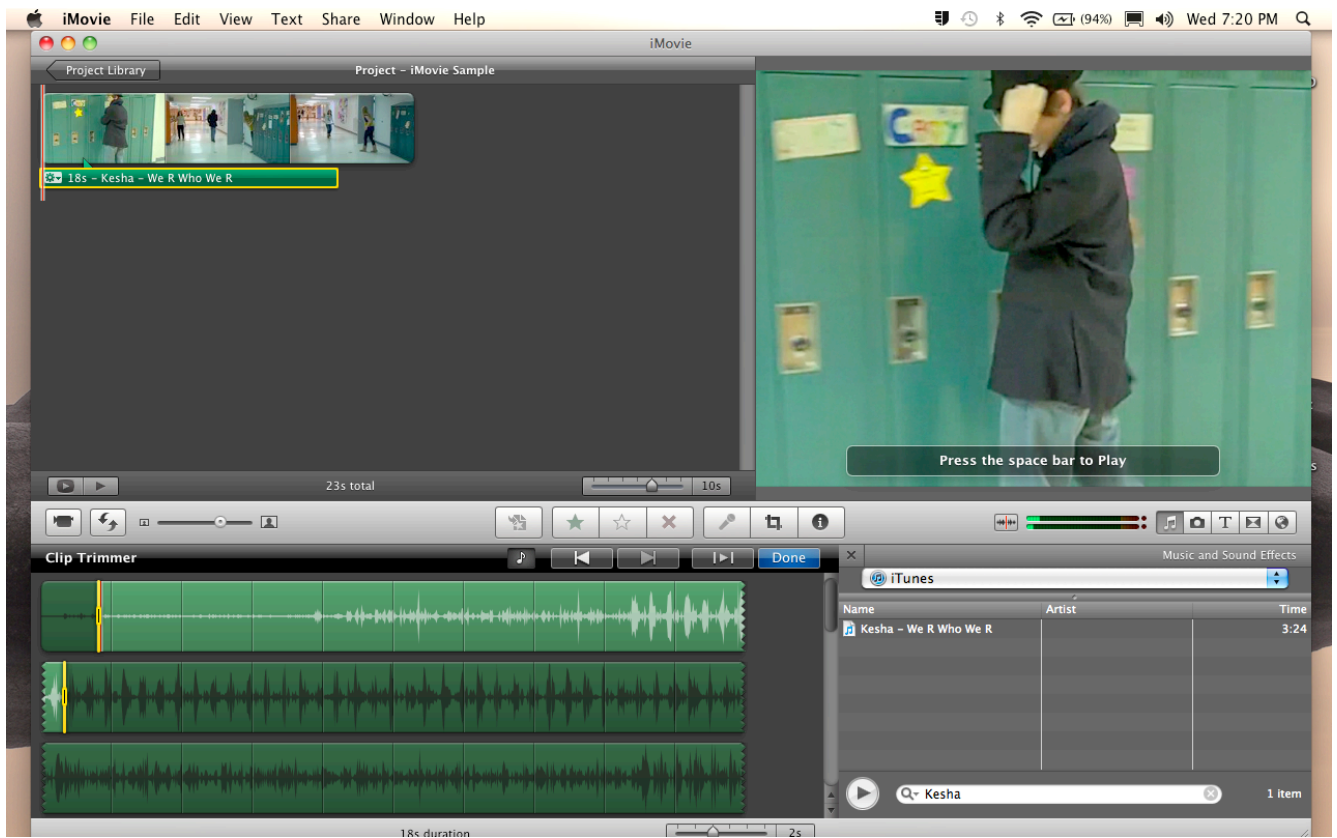 iMovie File Edit View Text Share Window Help (94%) Wed 7:20 PM
iMovie
Project Library Project – iMovie Sample
18s – Kesha – We R Who We R
Press the space bar to Play
23s total 10s
T
Clip Trimmer Done Music and Sound Effects
iTunes
Name Artist Time
Kesha – We R Who We R 3:24
Kesha 1 item
18s duration 2s